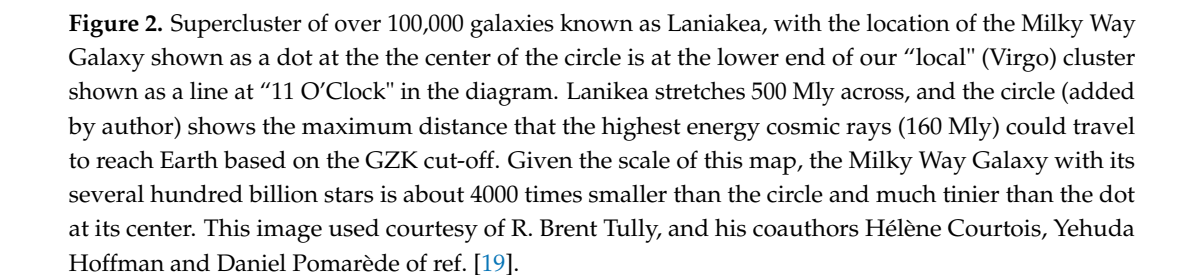 Figure 2. Supercluster of over 100,000 galaxies known as Laniakea, with the location of the Milky Way
Galaxy shown as a dot at the the center of the circle is at the lower end of our “local" (Virgo) cluster
shown as a line at “11 O’Clock" in the diagram. Lanikea stretches 500 Mly across, and the circle (added
by author) shows the maximum distance that the highest energy cosmic rays (160 Mly) could travel
to reach Earth based on the GZK cut-off. Given the scale of this map, the Milky Way Galaxy with its
several hundred billion stars is about 4000 times smaller than the circle and much tinier than the dot
at its center. This image used courtesy of R. Brent Tully, and his coauthors Hélène Courtois, Yehuda
Hoffman and Daniel Pomarède of ref. [19].